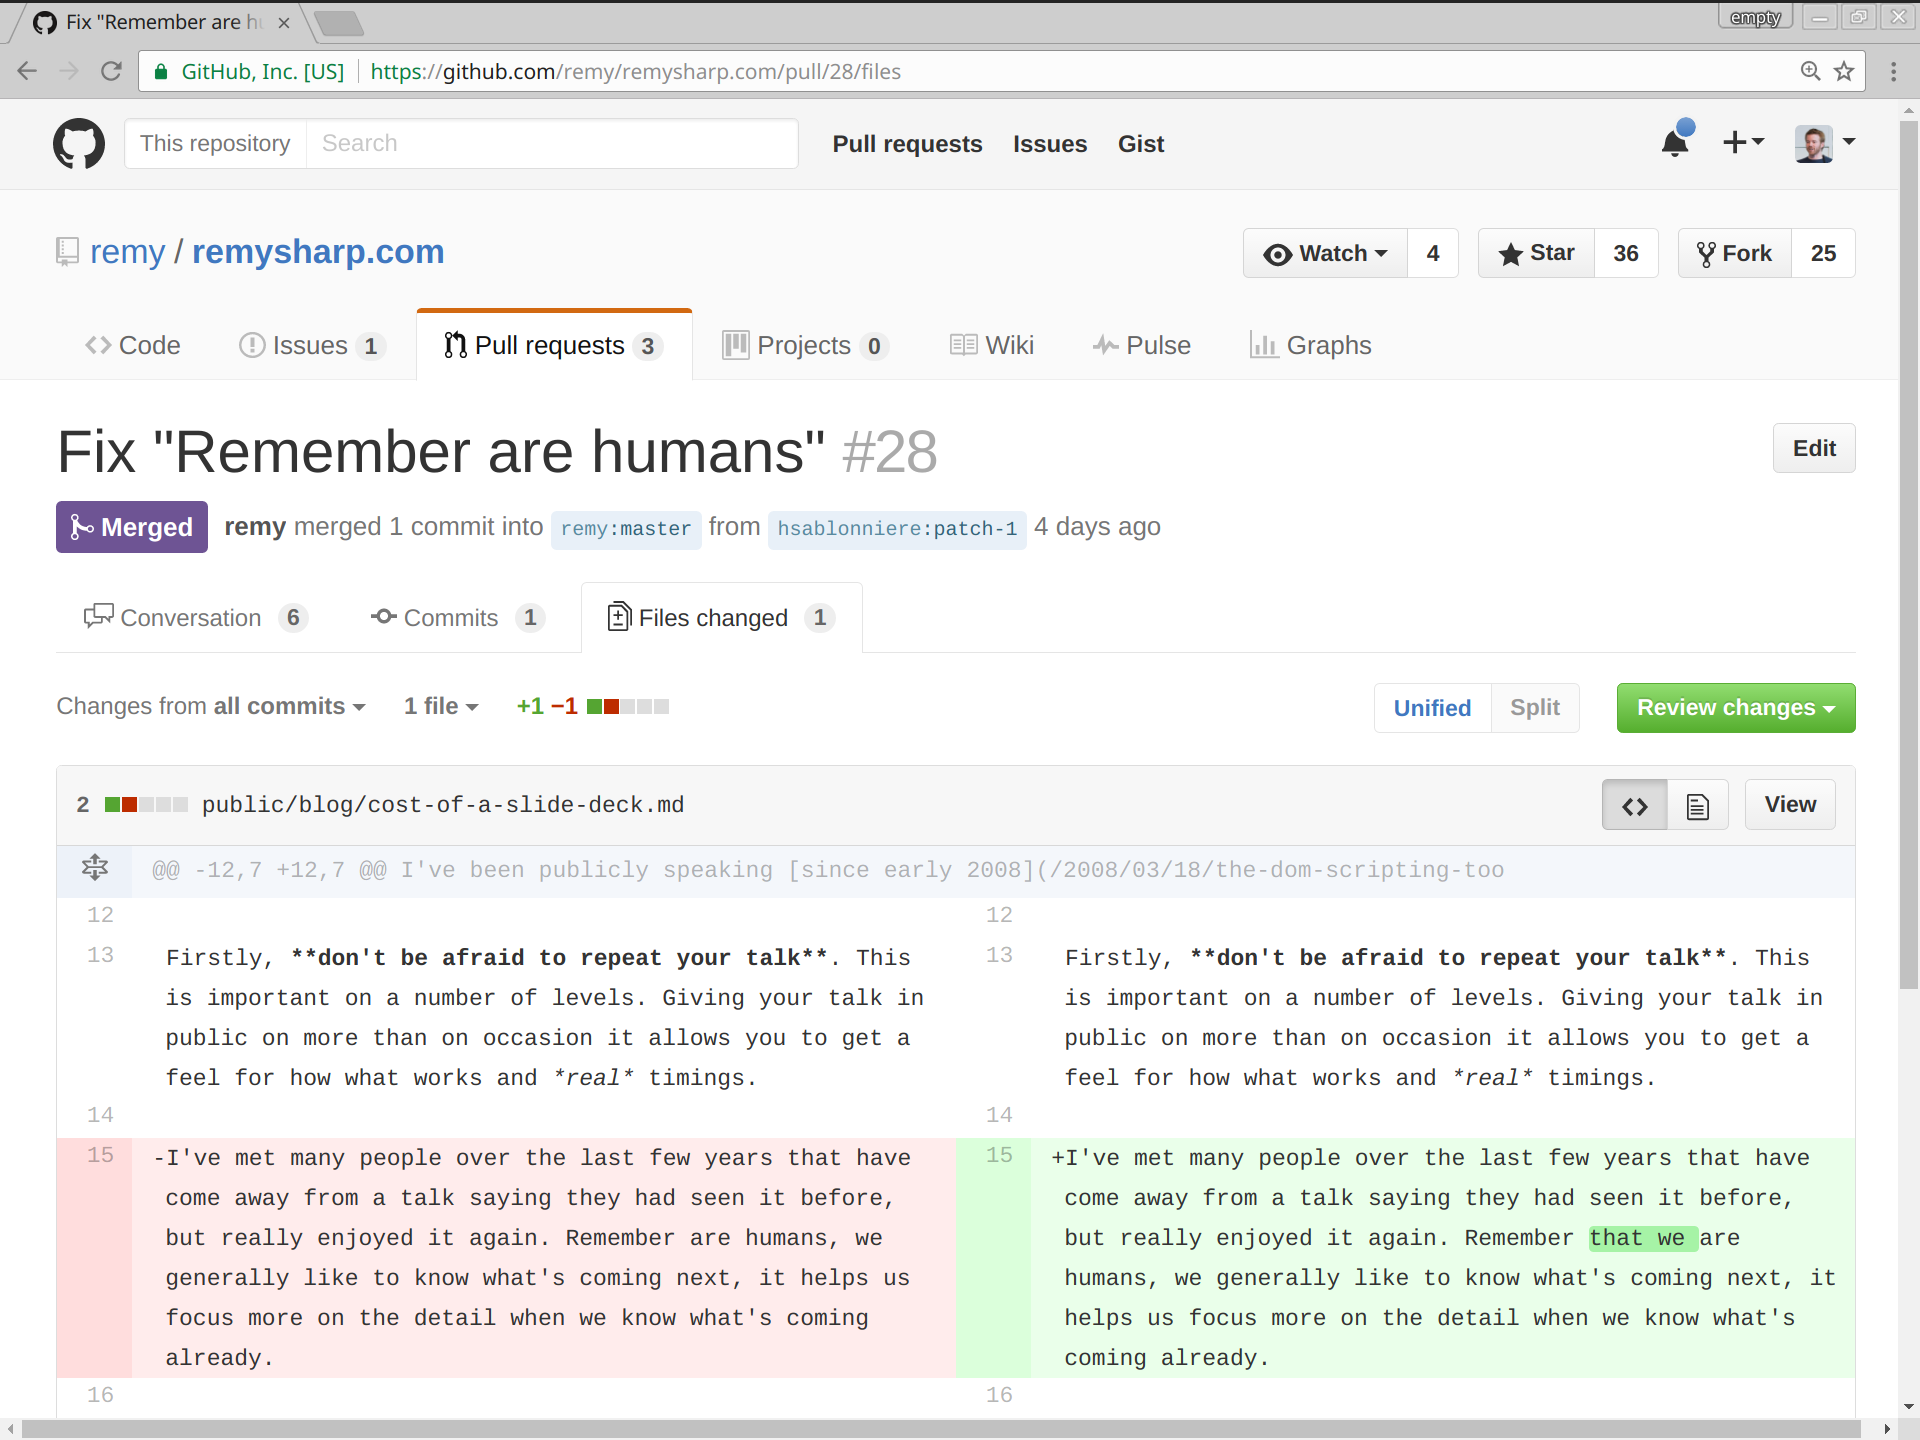 Fix "Remember are hu
empty
GitHub, Inc. [US] https://github.com/remy/remysharp.com/pull/28/files
This repository Search Pull requests Issues Gist
remy / remysharp.com
Watch 4 Star 36 Fork 25
Code Issues 1 Pull requests 3 Projects 0 Wiki Pulse Graphs
Fix "Remember are humans" #28
Edit
Merged remy merged 1 commit into remy:master from hsablonniere:patch-1 4 days ago
Conversation 6 Commits 1 Files changed 1
Changes from all commits 1 file +1 −1 Unified Split Review changes
2 public/blog/cost-of-a-slide-deck.md View
@@ -12,7 +12,7 @@ I've been publicly speaking [since early 2008](/2008/03/18/the-dom-scripting-too
12
13 Firstly, **don't be afraid to repeat your talk**. This
is important on a number of levels. Giving your talk in
public on more than on occasion it allows you to get a
feel for how what works and *real* timings.
14
15 -I've met many people over the last few years that have
come away from a talk saying they had seen it before,
but really enjoyed it again. Remember are humans, we
generally like to know what's coming next, it helps us
focus more on the detail when we know what's coming
already.
16
12
13 Firstly, **don't be afraid to repeat your talk**. This
is important on a number of levels. Giving your talk in
public on more than on occasion it allows you to get a
feel for how what works and *real* timings.
14
15 +I've met many people over the last few years that have
come away from a talk saying they had seen it before,
but really enjoyed it again. Remember that we are
humans, we generally like to know what's coming next, it
helps us focus more on the detail when we know what's
coming already.
16